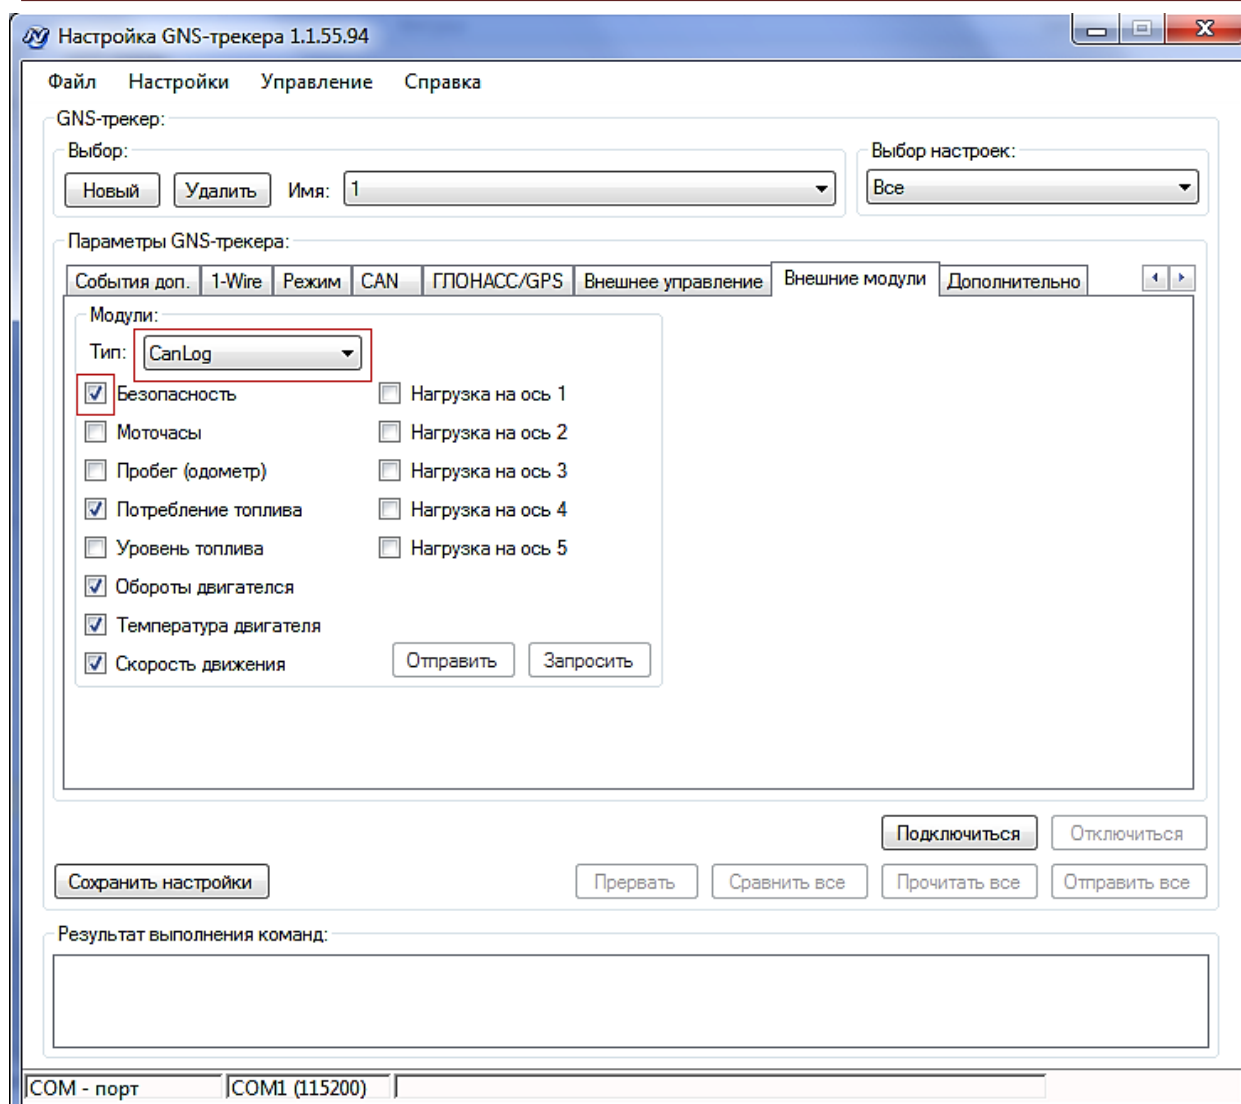 Настройка GNS-трекера 1.1.55.94
Файл Настройки Управление Справка
GNS-трекер:
Выбор: Выбор настроек:
Новый Удалить Имя: 1 Все
Параметры GNS-трекера:
События доп. 1-Wire Режим CAN ГЛОНАСС/GPS Внешнее управление Внешние модули Дополнительно
Модули:
Тип: CanLog
Безопасность Нагрузка на ось 1
Моточасы Нагрузка на ось 2
Пробег (одометр) Нагрузка на ось 3
Потребление топлива Нагрузка на ось 4
Уровень топлива Нагрузка на ось 5
Обороты двигателся
Температура двигателя
Скорость движения Отправить Запросить
Подключиться Отключиться
Сохранить настройки Прервать Сравнить все Прочитать все Отправить все
Результат выполнения команд:
COM - порт COM1 (115200)